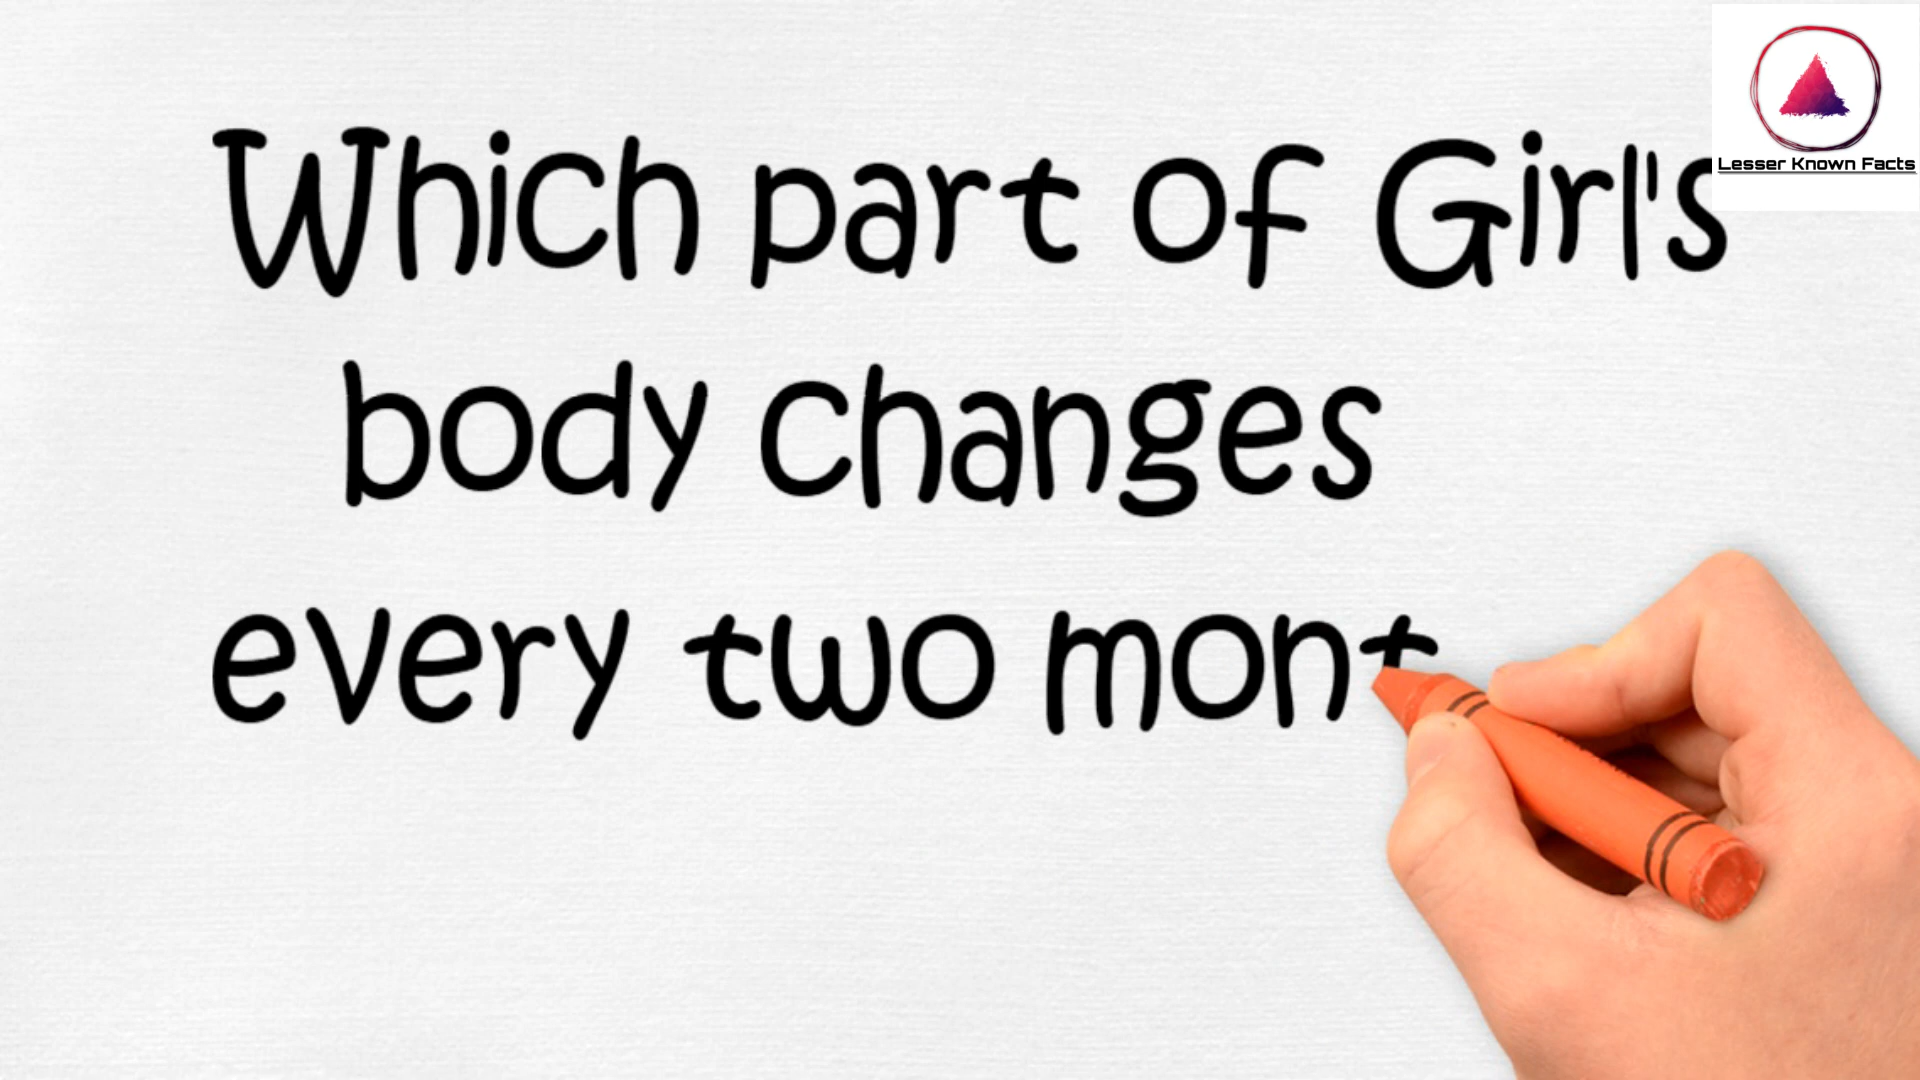 Lesser Known Facts
Which part of Girl's
body changes
every two mont